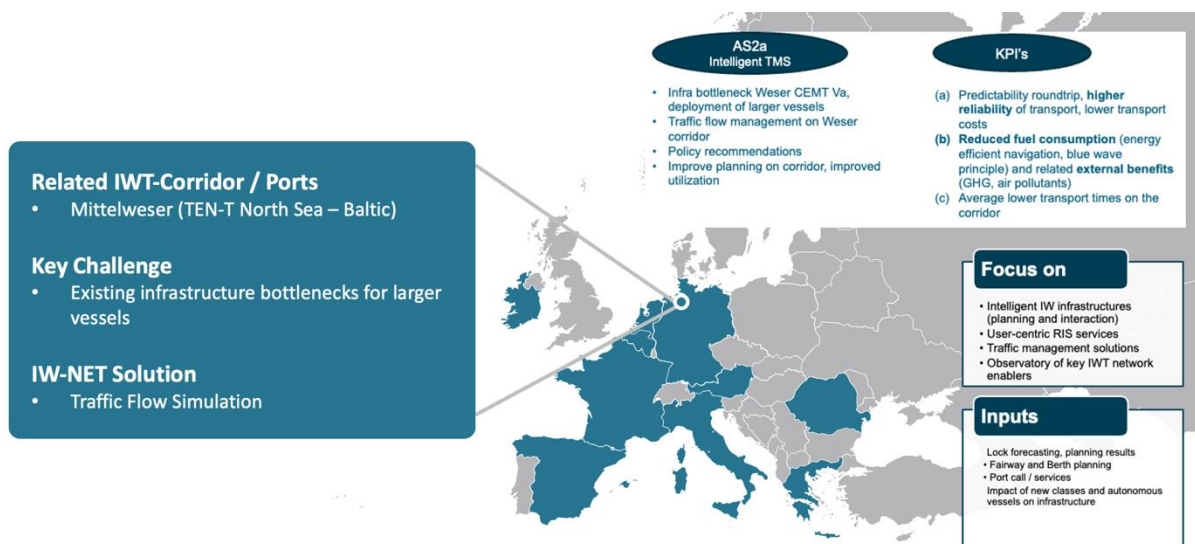 Related IWT-Corridor / Ports
• Mittelweser (TEN-T North Sea – Baltic)
Key Challenge
• Existing infrastructure bottlenecks for larger
vessels
IW-NET Solution
• Traffic Flow Simulation
AS2a
Intelligent TMS
• Infra bottleneck Weser CEMT Va,
deployment of larger vessels
• Traffic flow management on Weser
corridor
• Policy recommendations
• Improve planning on corridor, improved
utilization
KPI's
(a) Predictability roundtrip, higher
reliability of transport, lower transport
costs
(b) Reduced fuel consumption (energy
efficient navigation, blue wave
principle) and related external benefits
(GHG, air pollutants)
(c) Average lower transport times on the
corridor
Focus on
• Intelligent IW infrastructures
(planning and interaction)
• User-centric RIS services
• Traffic management solutions
• Observatory of key IWT network
enablers
Inputs
Lock forecasting, planning results
• Fairway and Berth planning
• Port call / services
Impact of new classes and autonomous
vessels on infrastructure